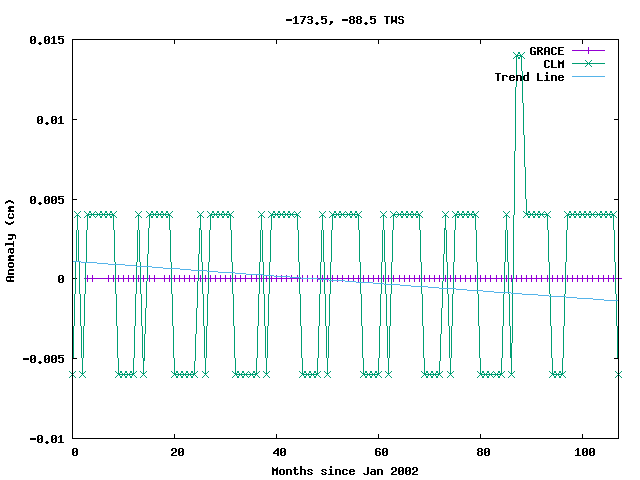 -173.5, -88.5 TWS
0.015
GRACE
CLM
Trend Line
0.01
0.005
Anomaly (cm)
0
-0.005
-0.01
0 20 40 60 80 100
Months since Jan 2002